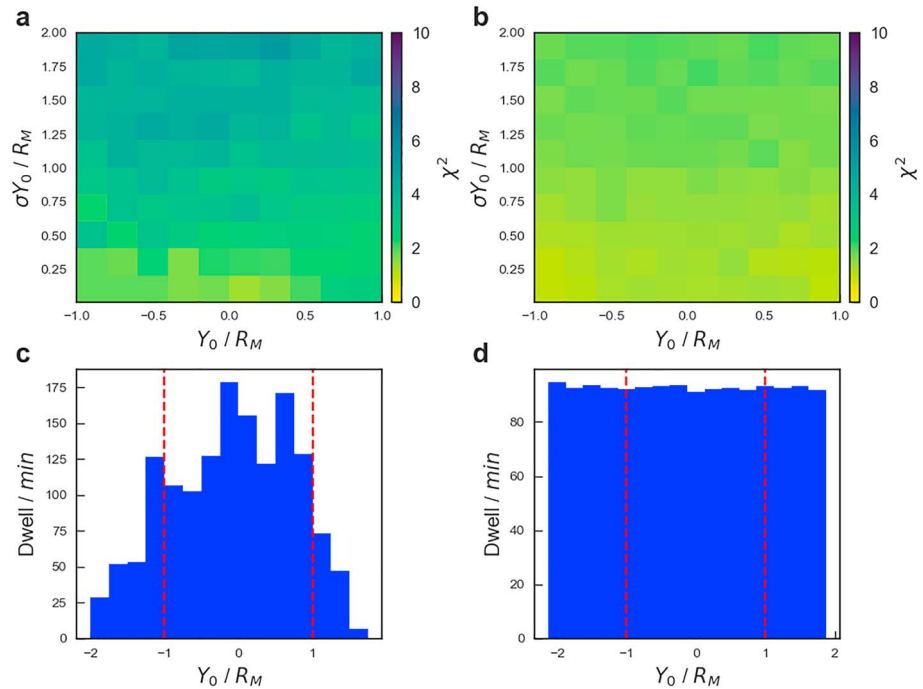 a
2.00
1.75
1.50
1.25
1.00
0.75
0.50
0.25
σY₀ / R_M
−1.0 −0.5 0.0 0.5 1.0
Y₀ / R_M
10
8
6
4
2
0
χ²
b
2.00
1.75
1.50
1.25
1.00
0.75
0.50
0.25
σY₀ / R_M
−1.0 −0.5 0.0 0.5 1.0
Y₀ / R_M
10
8
6
4
2
0
χ²
c
175
150
125
100
75
50
25
0
Dwell / min
−2 −1 0 1
Y₀ / R_M
d
80
60
40
20
0
Dwell / min
−2 −1 0 1 2
Y₀ / R_M